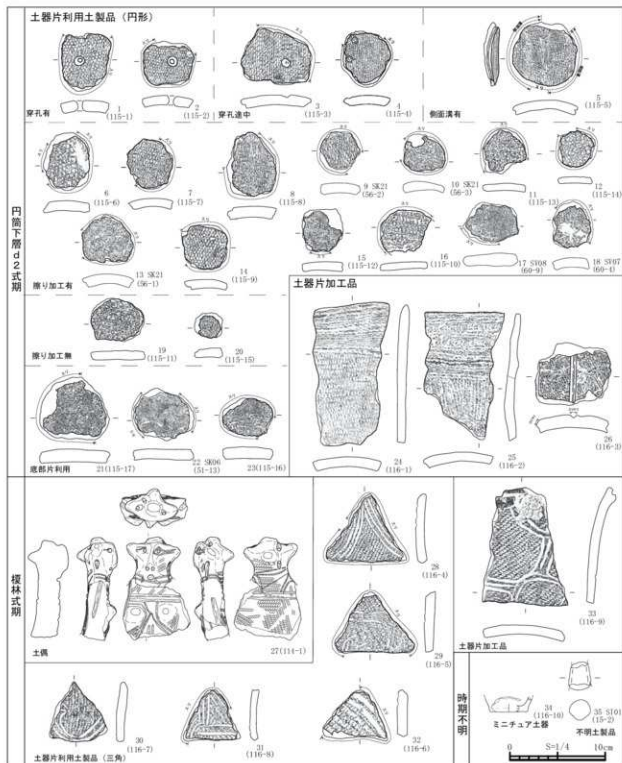 土器片利用土製品（円形）
穿孔有
1
(115-1)
2
(115-2)
穿孔途中
3
(115-3)
4
(115-4)
側面溝有
5
(115-5)
円筒下層d2式期
6
(115-6)
7
(115-7)
8
(115-8)
9 SK21
(56-2)
10 SK21
(56-3)
11
(115-13)
12
(115-14)
擦り加工有
13 SK21
(56-1)
14
(115-9)
15
(115-12)
16
(115-10)
17 SV08
(60-9)
18 SV07
(60-4)
擦り加工無
19
(115-11)
20
(115-15)
底部片利用
21(115-17)
22 SK06
(51-13)
23(115-16)
土器片加工品
24
(116-1)
25
(116-2)
26
(116-3)
榎林式期
土偶
27(114-1)
28
(116-4)
29
(116-5)
30
(116-7)
31
(116-8)
32
(116-6)
土器片利用土製品（三角）
33
(116-9)
土器片加工品
時期不明
34
(116-10)
ミニチュア土器
35 SI01
(15-2)
不明土製品
0 S=1/4 10cm